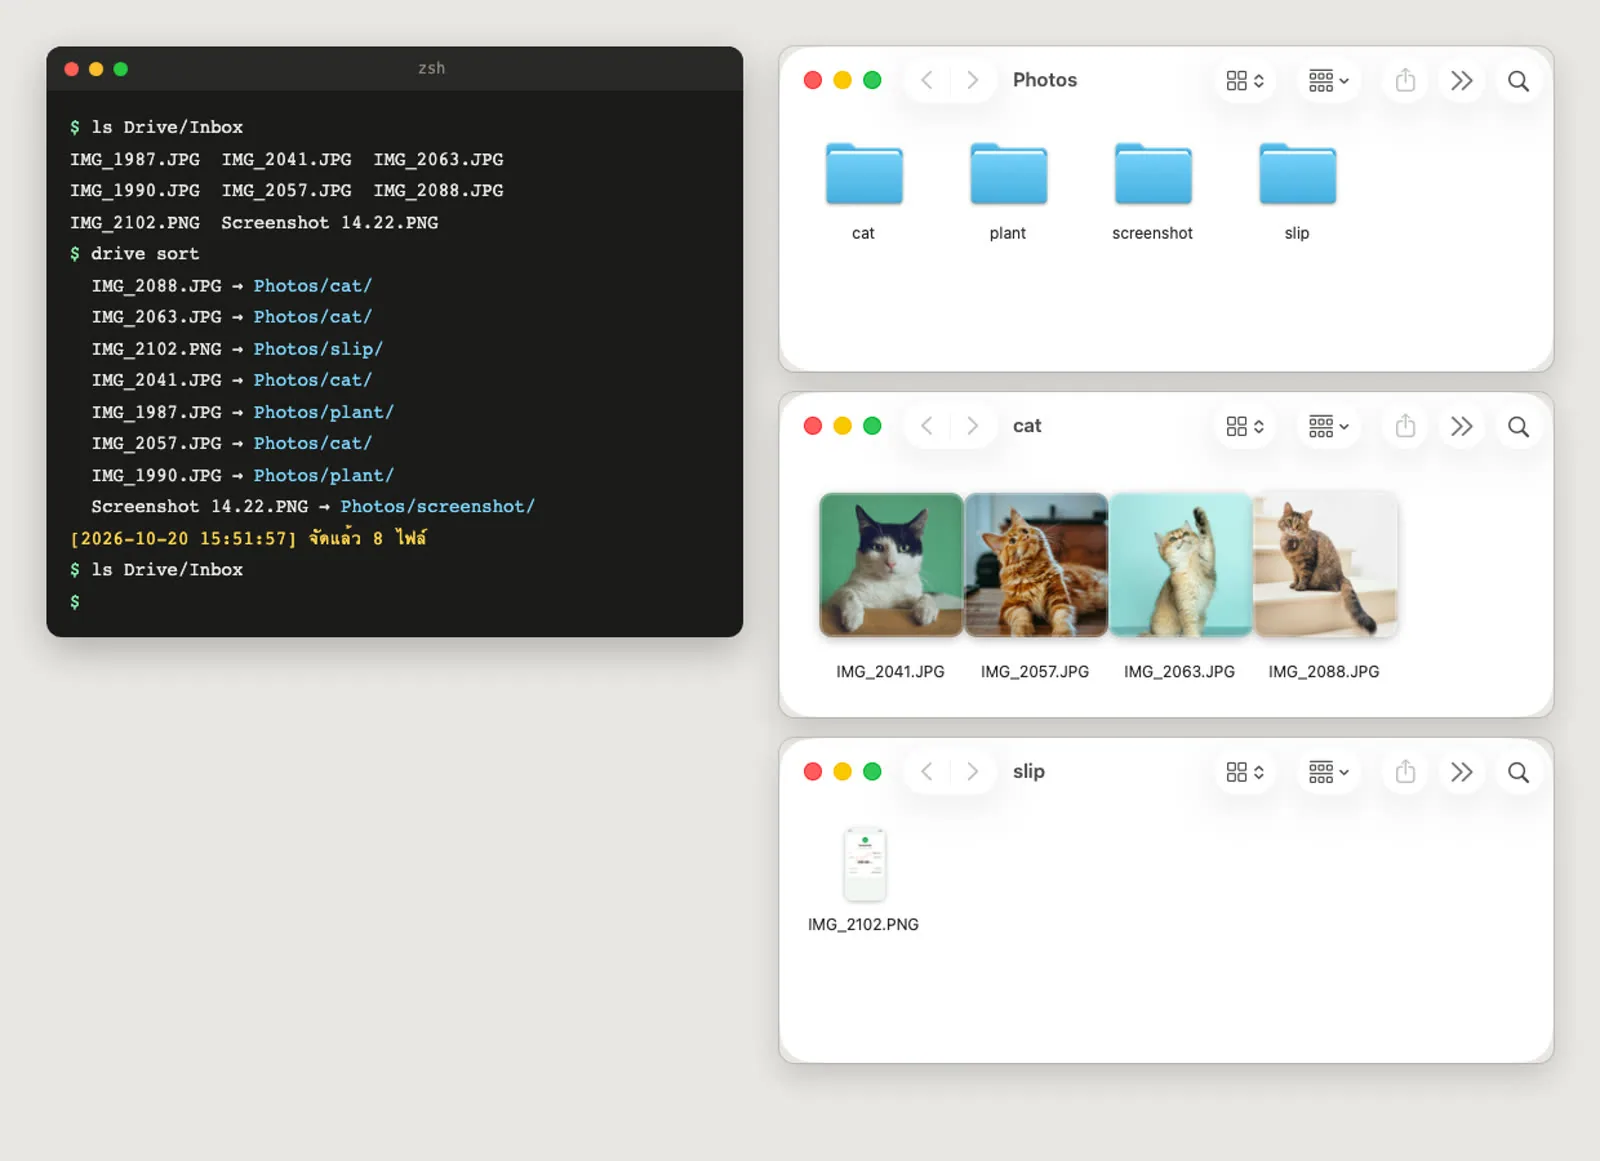 zsh
$ ls Drive/Inbox
IMG_1987.JPG  IMG_2041.JPG  IMG_2063.JPG
IMG_1990.JPG  IMG_2057.JPG  IMG_2088.JPG
IMG_2102.PNG  Screenshot 14.22.PNG
$ drive sort
IMG_2088.JPG → Photos/cat/
IMG_2063.JPG → Photos/cat/
IMG_2102.PNG → Photos/slip/
IMG_2041.JPG → Photos/cat/
IMG_1987.JPG → Photos/plant/
IMG_2057.JPG → Photos/cat/
IMG_1990.JPG → Photos/plant/
Screenshot 14.22.PNG → Photos/screenshot/
[2026-10-20 15:51:57] จัดแล้ว 8 ไฟล์
$ ls Drive/Inbox
$
Photos
cat plant screenshot slip
cat
IMG_2041.JPG IMG_2057.JPG IMG_2063.JPG IMG_2088.JPG
slip
IMG_2102.PNG